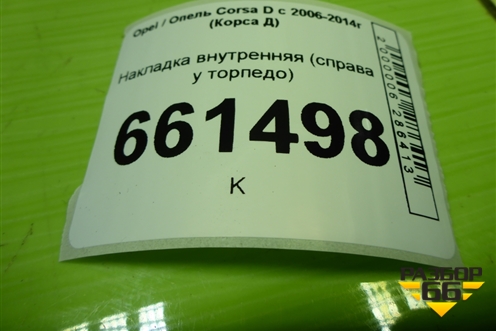 Opel / Опель Corsa D с 2006-2014г
(Корса Д)
Накладка внутренняя (справа
у торпедо)
661498
К
2000006286413
РАЗБОР
66